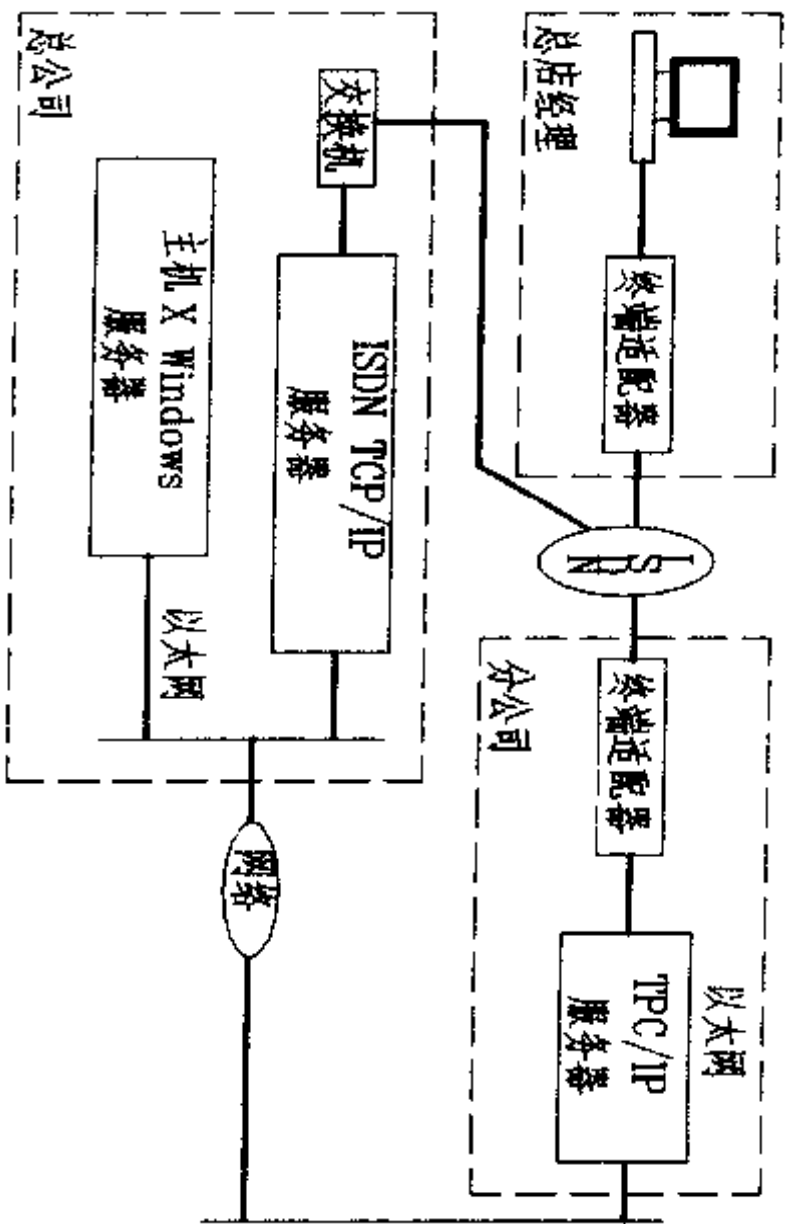 总店经理
终端适配器
ISN
分公司
终端适配器
TPC/IP
服务器
以太网
总公司
交换机
ISDN TCP/IP
服务器
主机 X Windows
服务器
以太网
网络